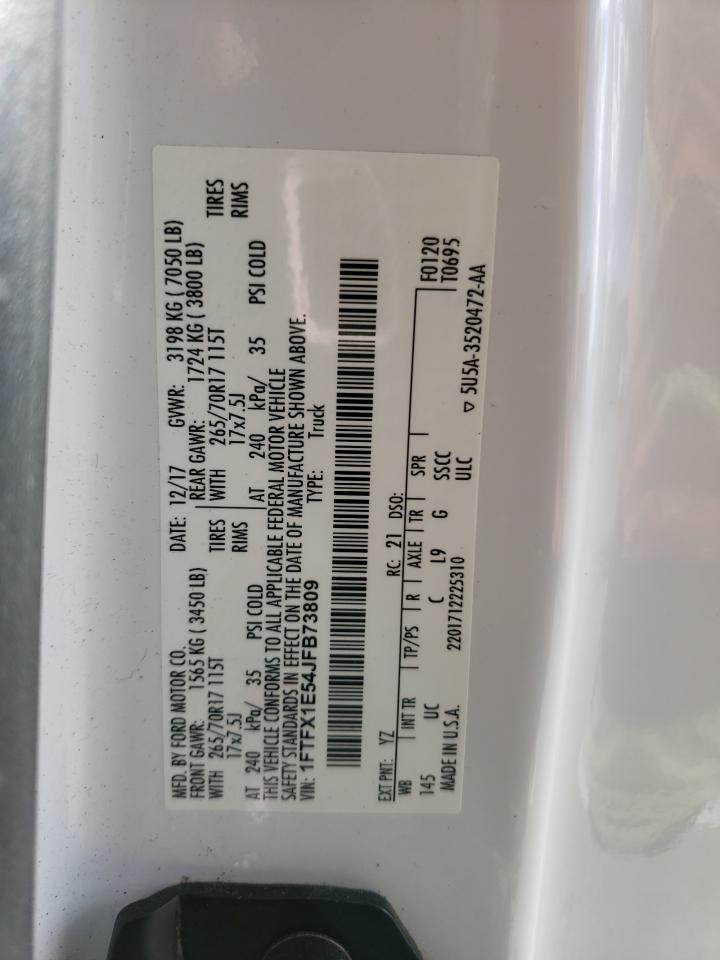 MFD. BY FORD MOTOR CO. DATE: 12/17 GVWR: 3198 KG ( 7050 LB)
FRONT GAWR: 1565 KG ( 3450 LB) REAR GAWR: 1724 KG ( 3800 LB)
WITH 265/70R17 115T TIRES WITH 265/70R17 115T TIRES
17x7.5J RIMS 17x7.5J RIMS
AT 240 kPa/ 35 PSI COLD AT 240 kPa/ 35 PSI COLD
THIS VEHICLE CONFORMS TO ALL APPLICABLE FEDERAL MOTOR VEHICLE
SAFETY STANDARDS IN EFFECT ON THE DATE OF MANUFACTURE SHOWN ABOVE.
VIN: 1FTFX1E54JFB73809 TYPE: Truck
EXT PNT: YZ RC: 21 DSO:
WB INT TR TP/PS R AXLE TR SPR F0120
145 UC C L9 G SSCC T0695
MADE IN U.S.A. 2201712225310 ULC ▽ 5U5A-3520472-AA